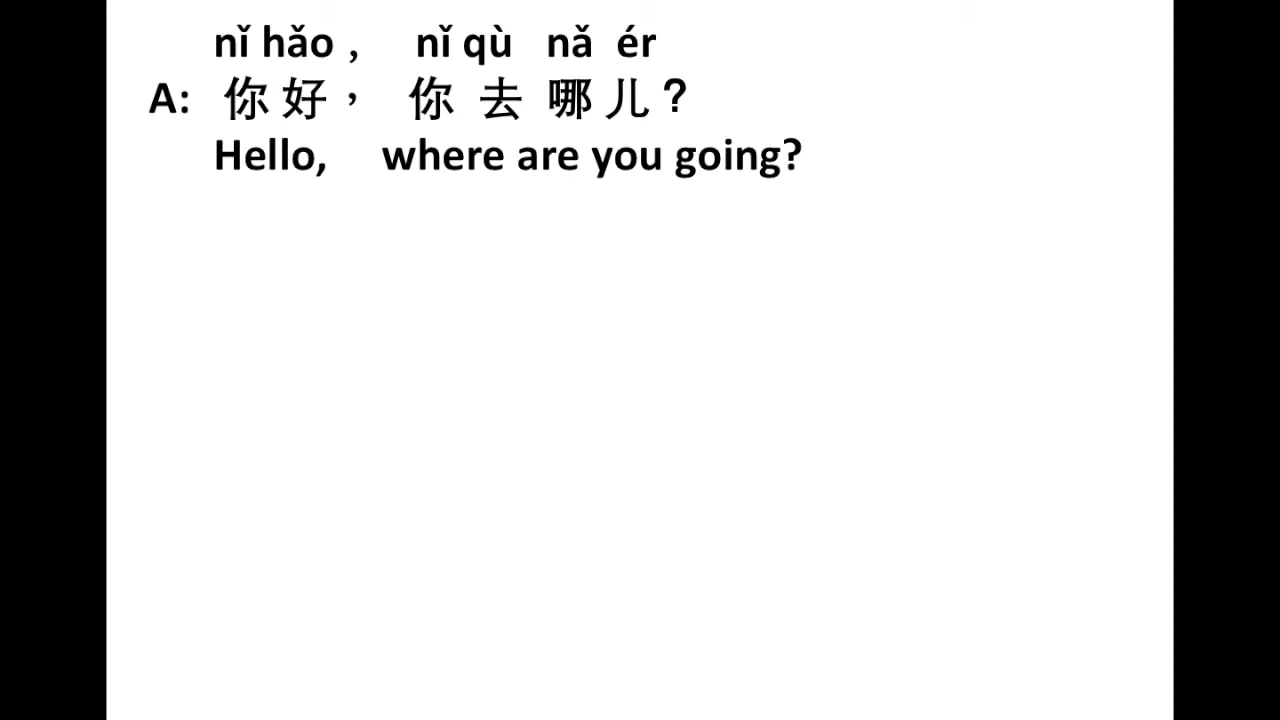 nǐ hǎo , nǐ qù nǎ ér
A: 你 好， 你 去 哪 儿？
Hello, where are you going?